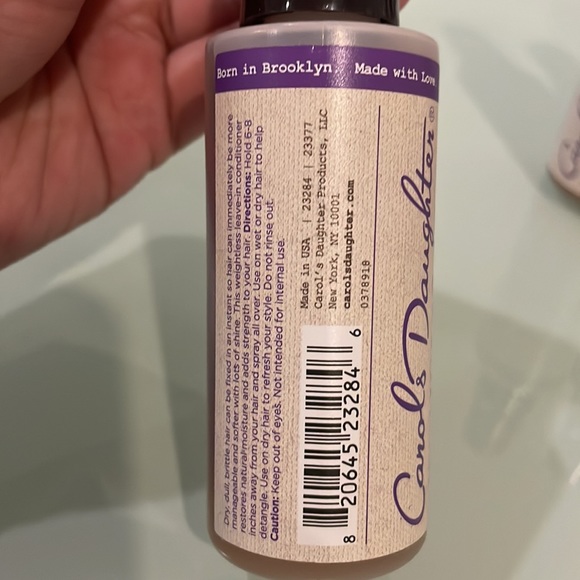 Born in Brooklyn. Made with Love
Dry, dull, brittle hair can be fixed in an instant so hair can immediately be more
manageable and softer with lots of shine. This weightless leave-in conditioner
restores natural moisture and adds strength to your hair. Directions: Hold 6-8
inches away from your hair and spray all over. Use on wet or dry hair to help
detangle. Use on dry hair to refresh your style. Do not rinse out.
Caution: Keep out of eyes. Not intended for internal use.
Made in USA | 23284 | 23377
Carol's Daughter Products, LLC
New York, NY 10001
carolsdaughter.com
0378918
8 20645 23284 6
Carol's Daughter®